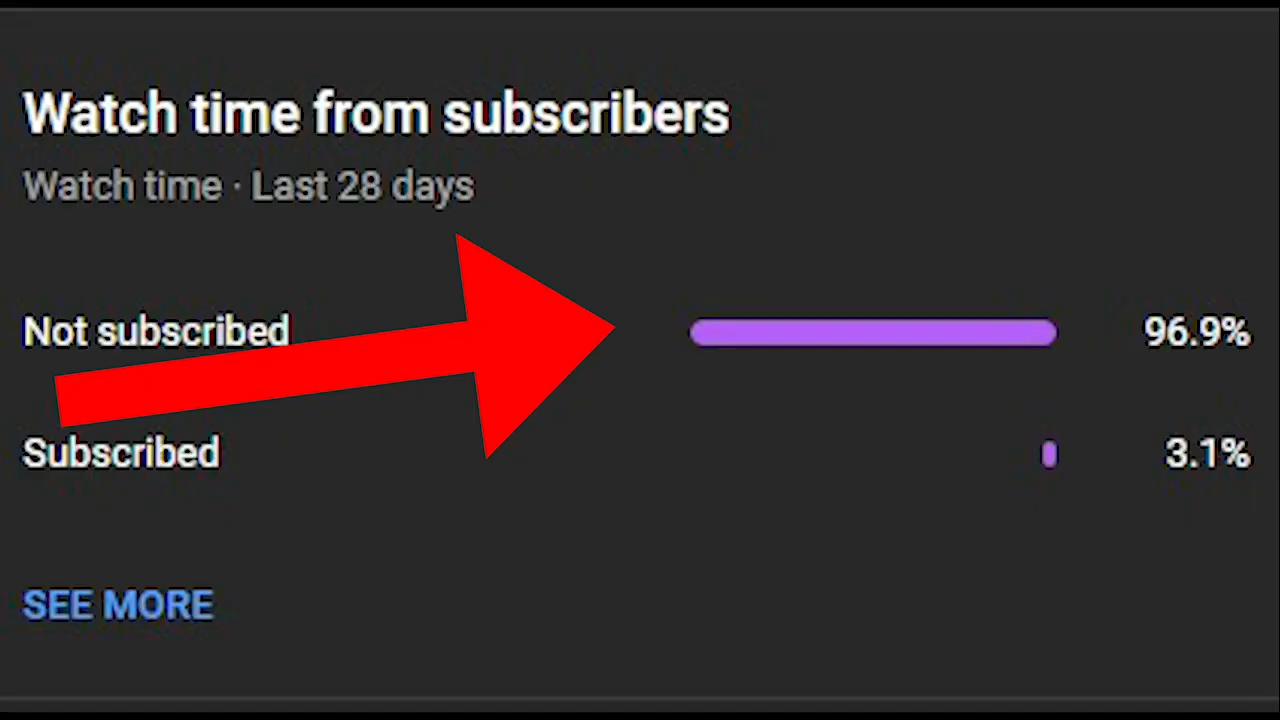 Watch time from subscribers
Watch time · Last 28 days
Not subscribed 96.9%
Subscribed 3.1%
SEE MORE